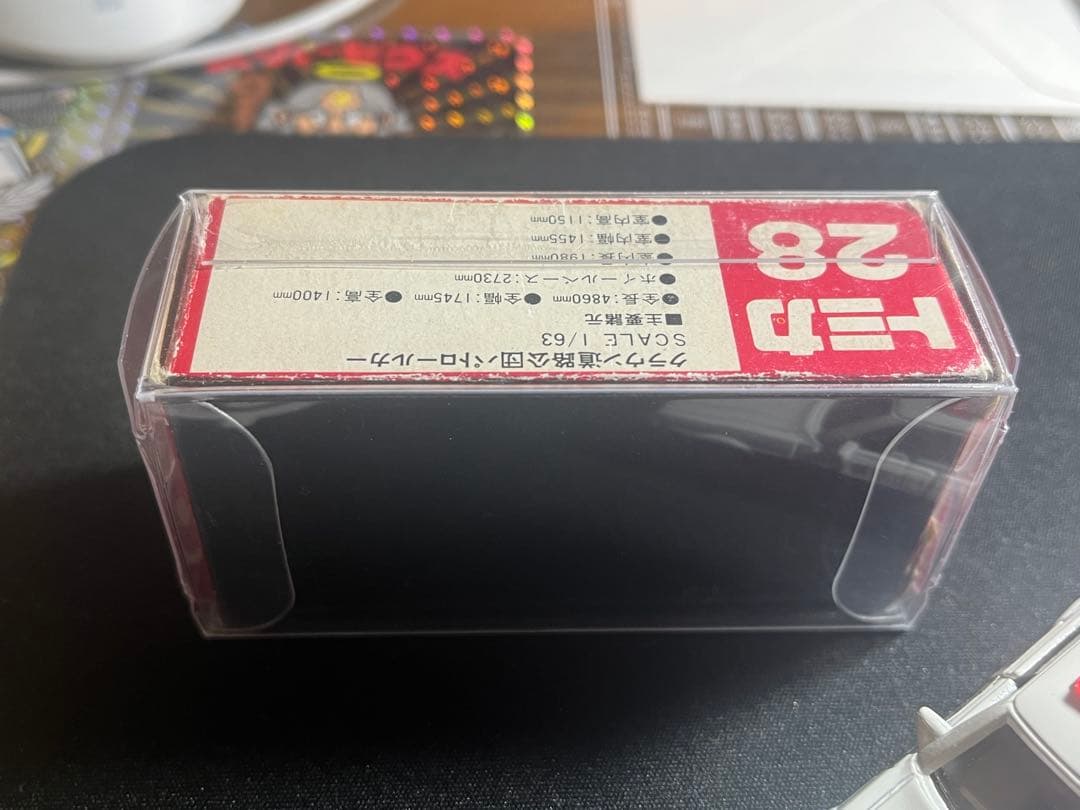 トミカ
28
クラウン道路公団パトロールカー
SCALE 1/63
■主要諸元
●全長:4860mm ●全幅:1745mm ●全高:1400mm
●ホイールベース:2730mm
●室内長:1980mm
●室内幅:1455mm
●室内高:1150mm